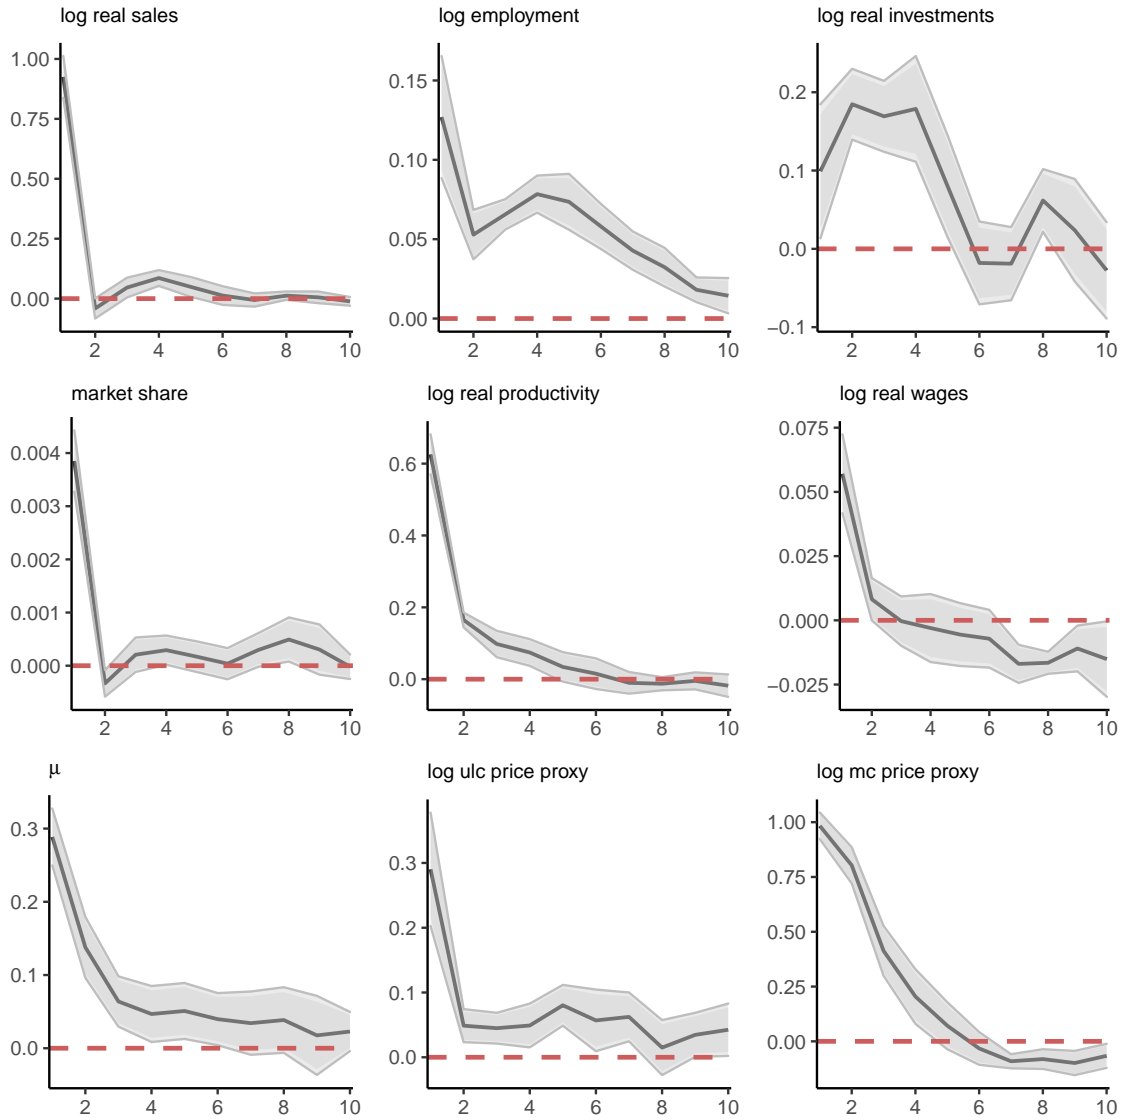 log real sales
1.00
0.75
0.50
0.25
0.00
2 4 6 8 10
log employment
0.15
0.10
0.05
0.00
2 4 6 8 10
log real investments
0.2
0.1
0.0
−0.1
2 4 6 8 10
market share
0.004
0.003
0.002
0.001
0.000
2 4 6 8 10
log real productivity
0.6
0.4
0.2
0.0
2 4 6 8 10
log real wages
0.075
0.050
0.025
0.000
−0.025
2 4 6 8 10
μ
0.3
0.2
0.1
0.0
2 4 6 8 10
log ulc price proxy
0.3
0.2
0.1
0.0
2 4 6 8 10
log mc price proxy
1.00
0.75
0.50
0.25
0.00
2 4 6 8 10